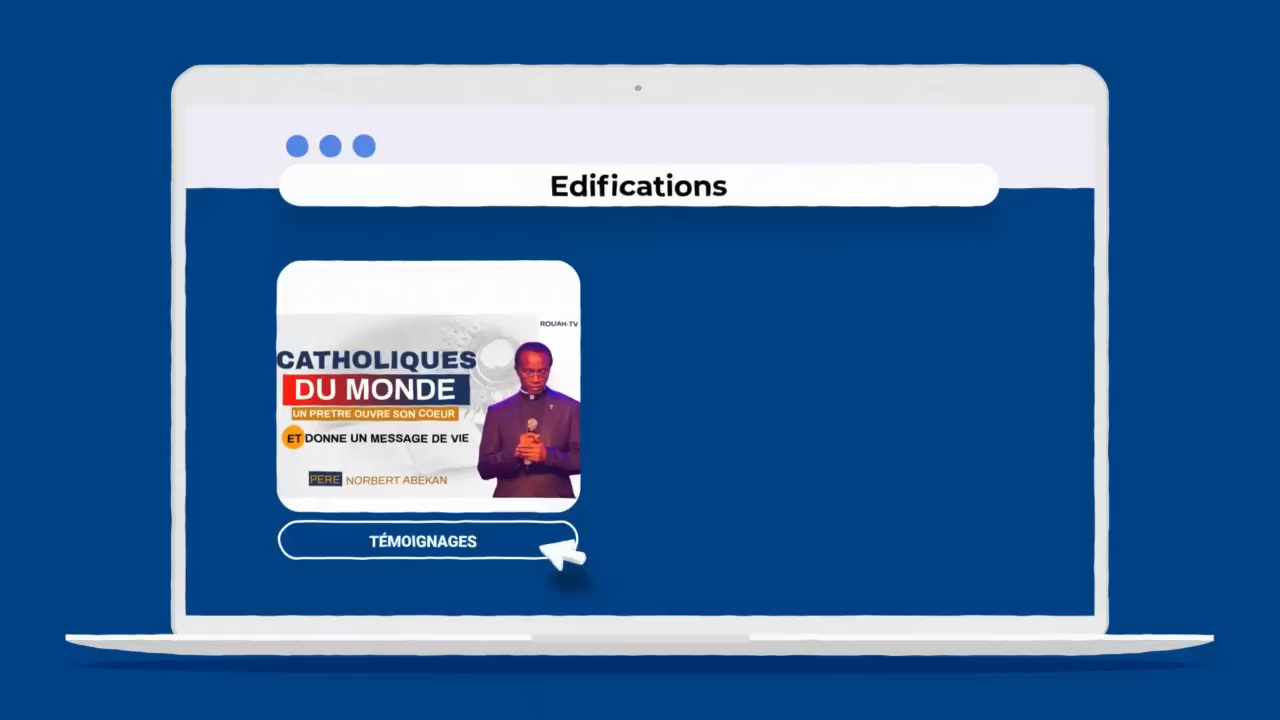 Edifications
ROUAH-TV
CATHOLIQUES
DU MONDE
UN PRETRE OUVRE SON COEUR
ET DONNE UN MESSAGE DE VIE
PERE NORBERT ABEKAN
TÉMOIGNAGES